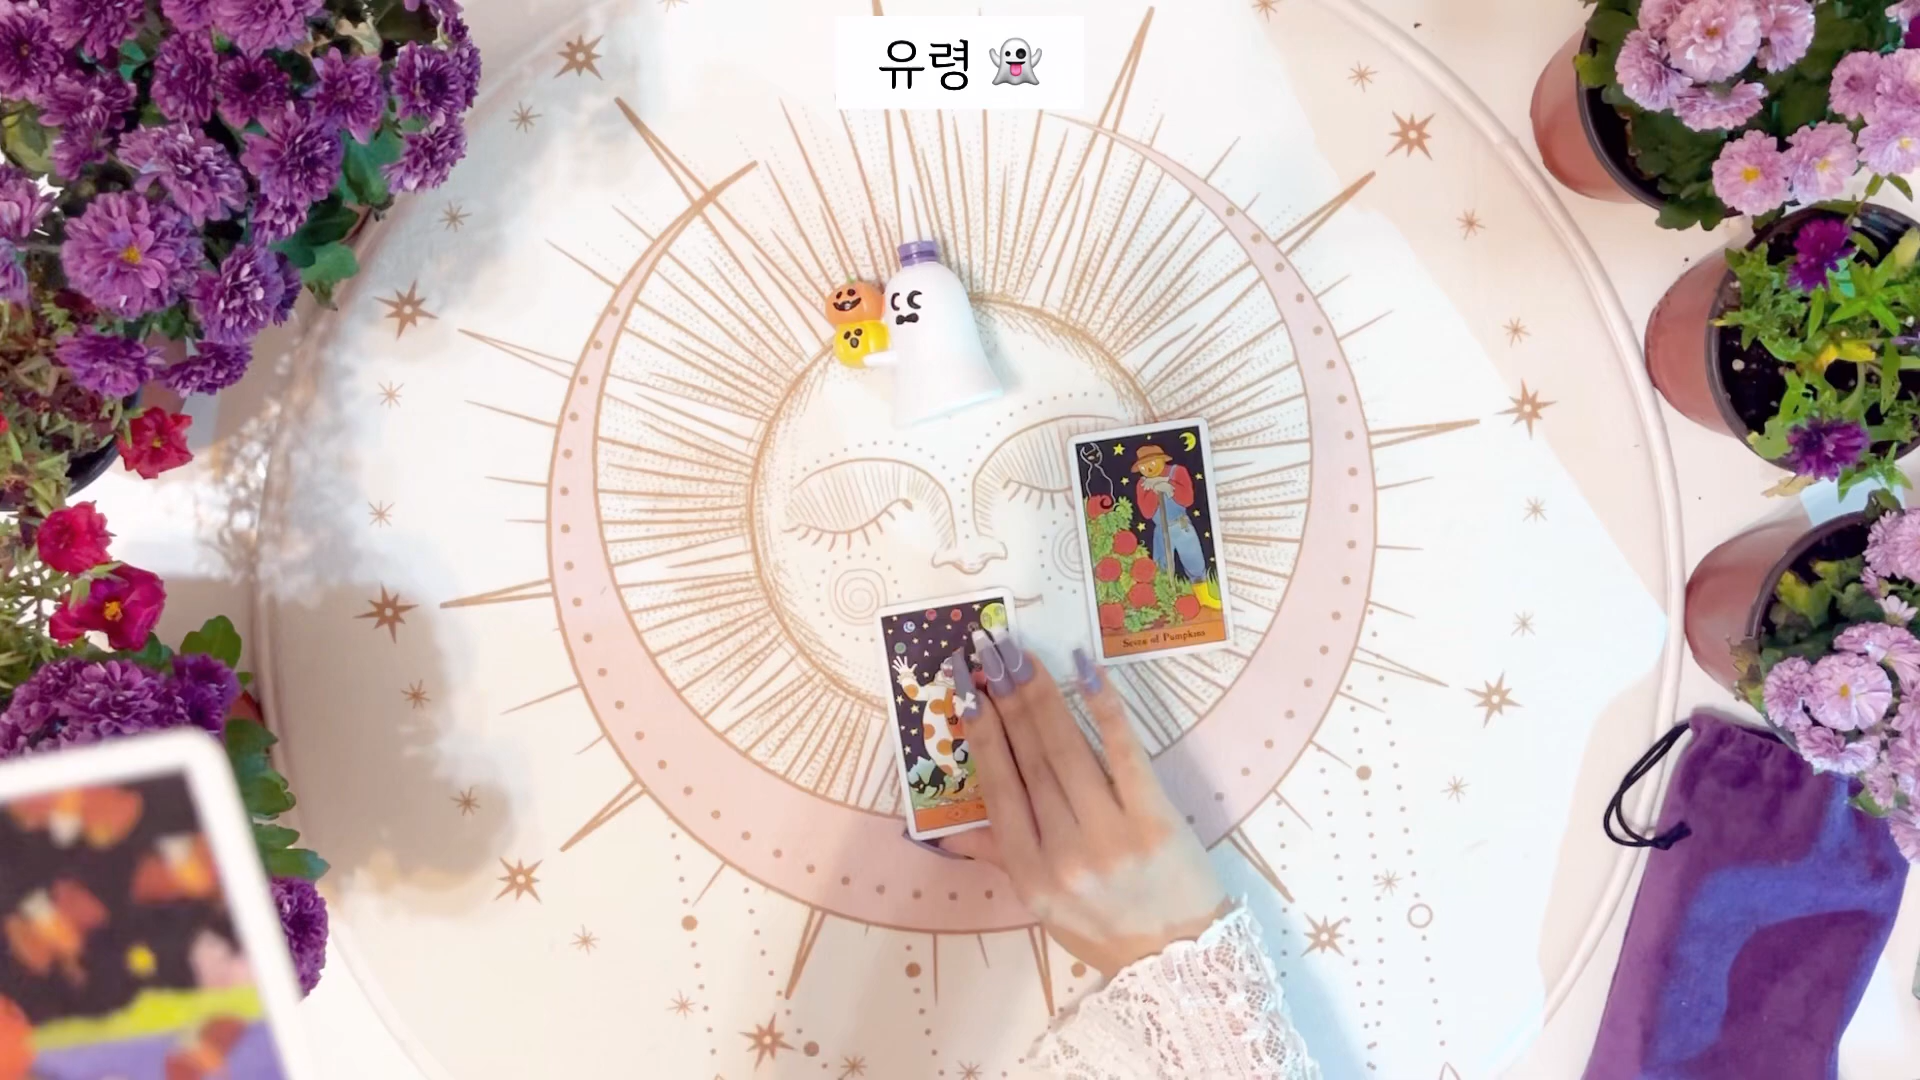 유령 👻
Seven of Pumpkins